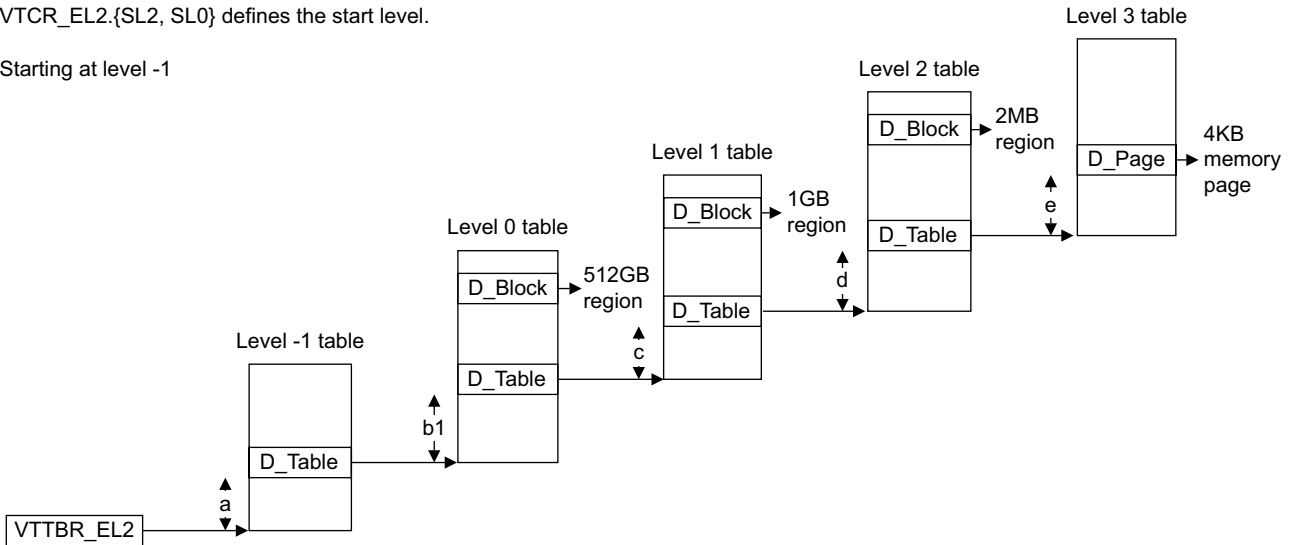 VTCR_EL2.{SL2, SL0} defines the start level.
Starting at level -1
Level 3 table
D_Page
4KB
memory
page
e
Level 2 table
D_Block
2MB
region
D_Table
d
Level 1 table
D_Block
1GB
region
D_Table
c
Level 0 table
D_Block
512GB
region
D_Table
b1
Level -1 table
D_Table
a
VTTBR_EL2